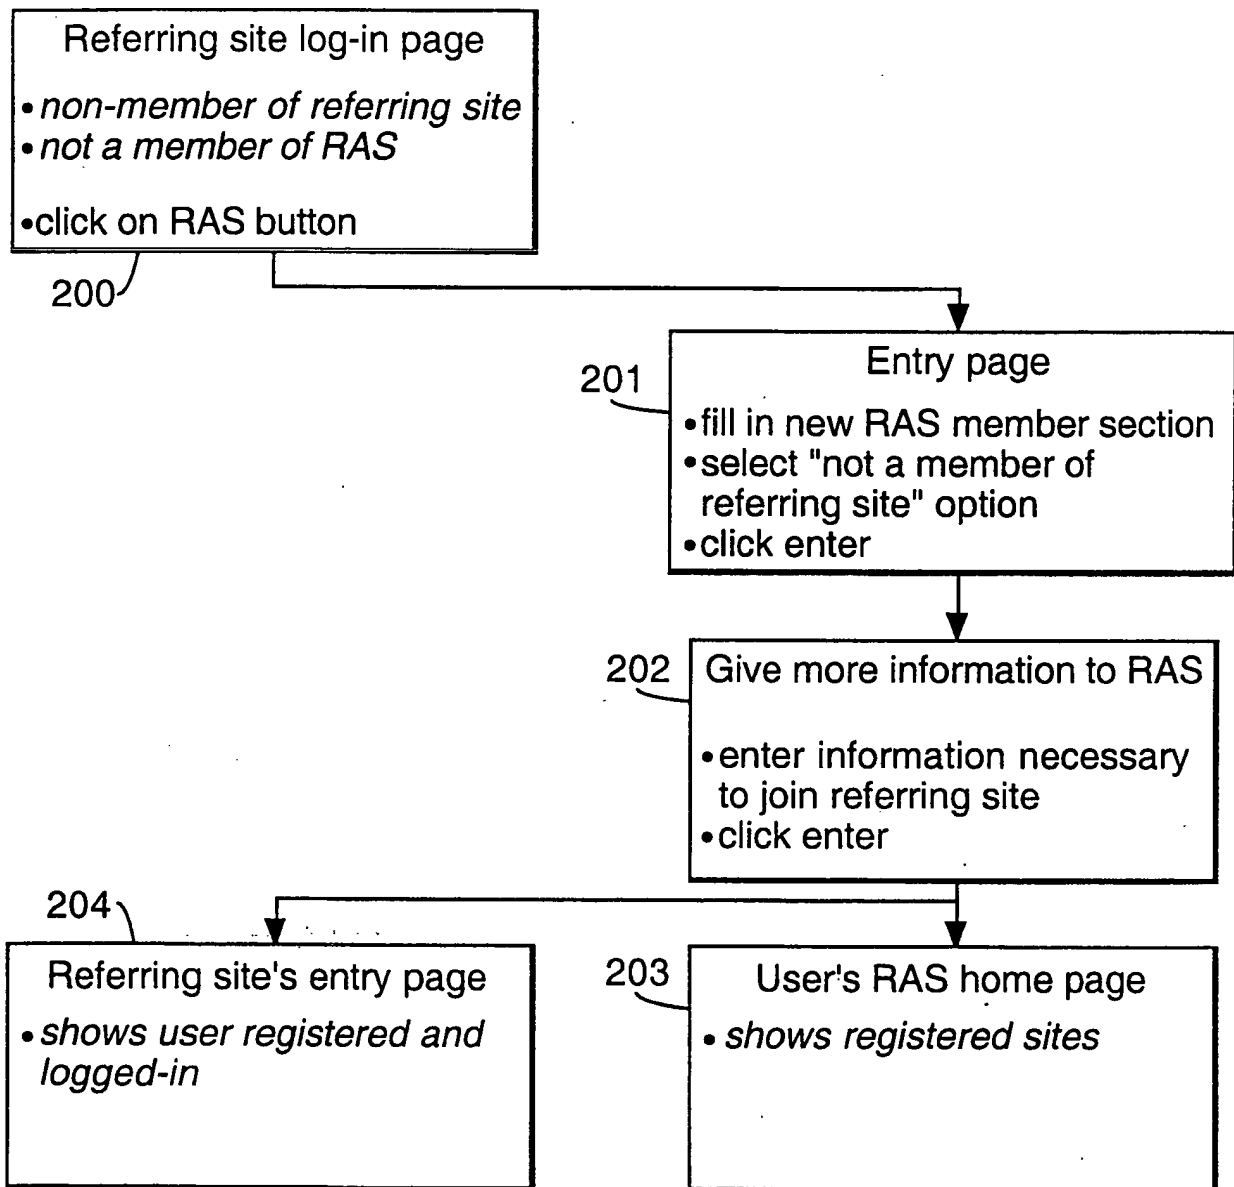 Referring site log-in page
•non-member of referring site
•not a member of RAS
•click on RAS button
200
Entry page
201
•fill in new RAS member section
•select "not a member of
referring site" option
•click enter
202
Give more information to RAS
•enter information necessary
to join referring site
•click enter
204
Referring site's entry page
•shows user registered and
logged-in
203
User's RAS home page
•shows registered sites